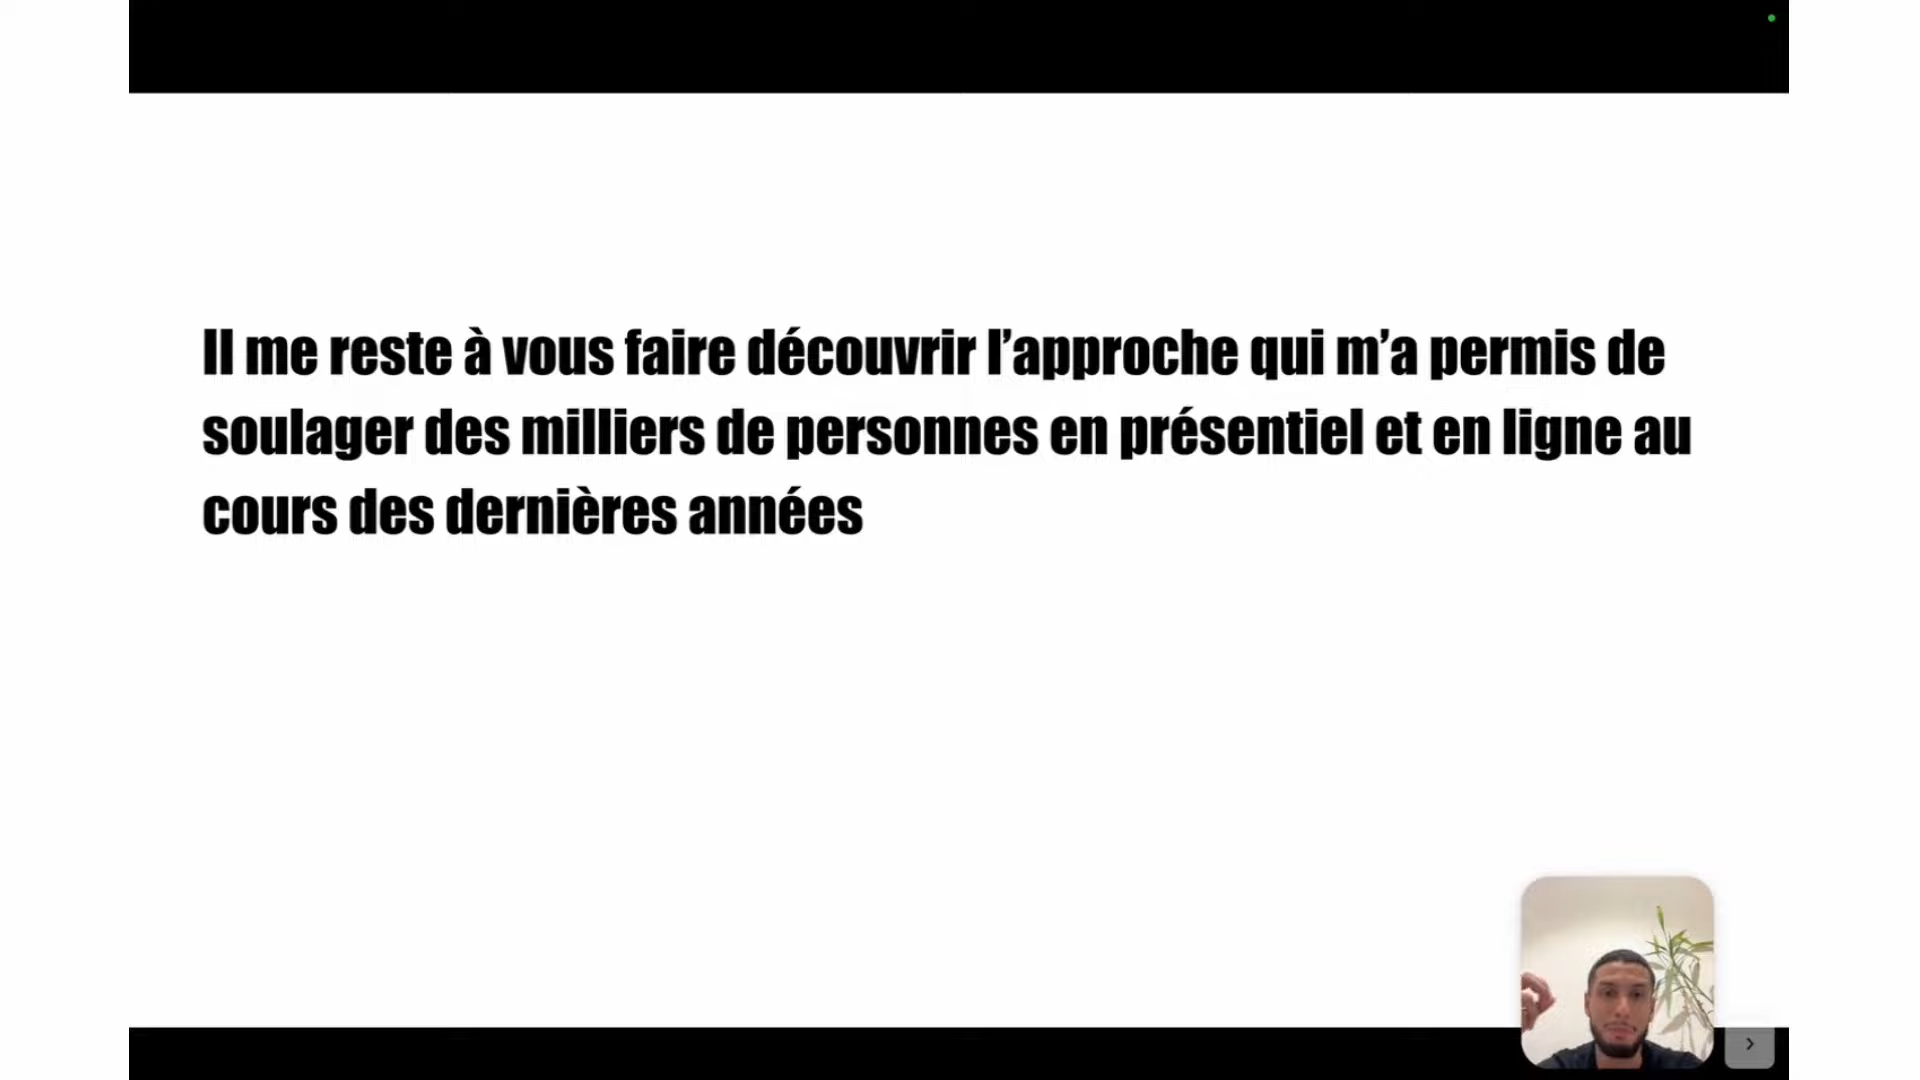 Il me reste à vous faire découvrir l’approche qui m’a permis de
soulager des milliers de personnes en présentiel et en ligne au
cours des dernières années